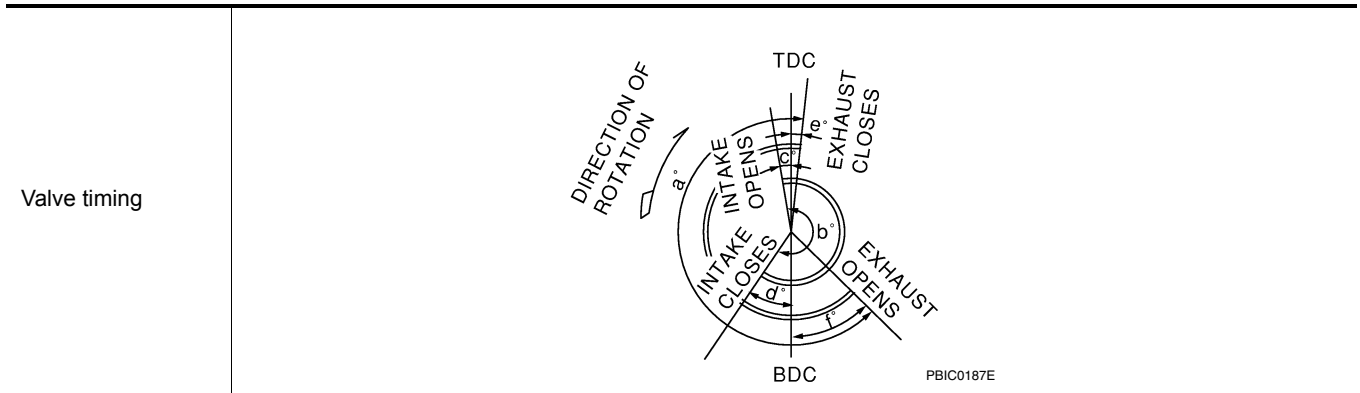 Valve timing
TDC
DIRECTION OF
ROTATION
a°
INTAKE
OPENS
c°
e°
EXHAUST
CLOSES
b°
INTAKE
CLOSES
d°
EXHAUST
OPENS
f°
BDC
PBIC0187E